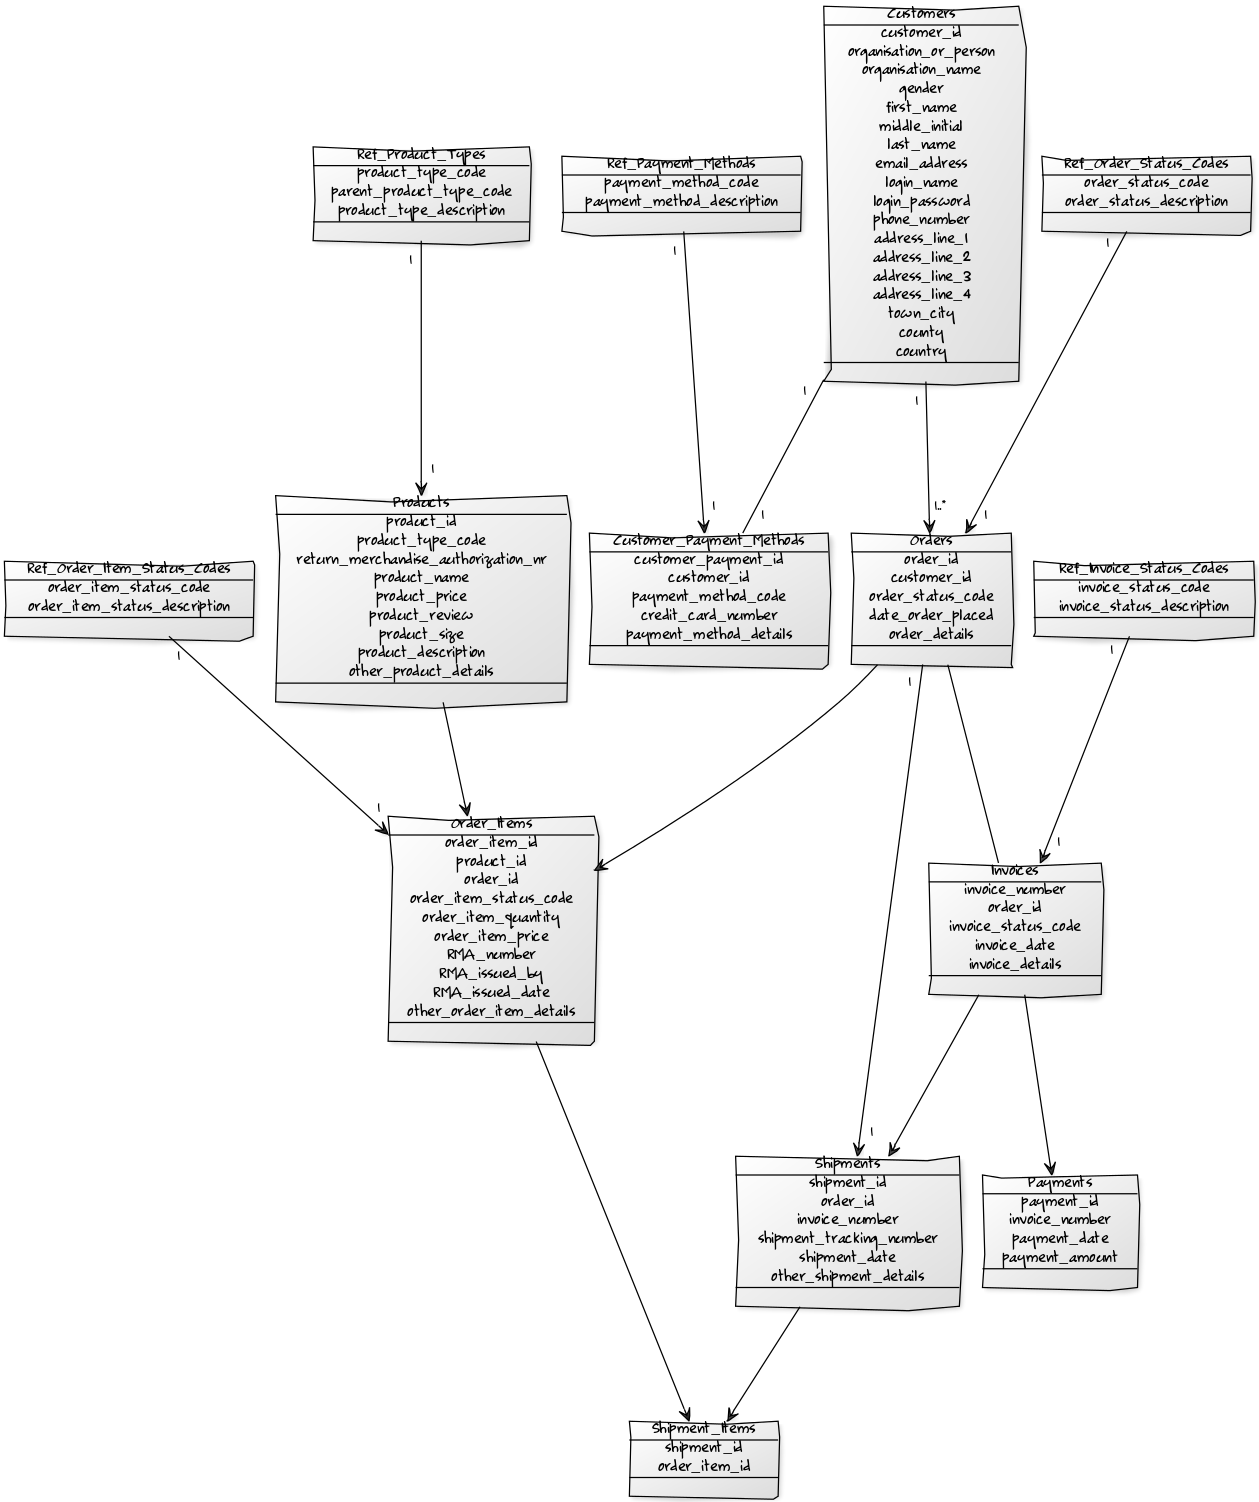 Customers
customer_id
organisation_or_person
organisation_name
gender
first_name
middle_initial
last_name
email_address
login_name
login_password
phone_number
address_line_1
address_line_2
address_line_3
address_line_4
town_city
county
country
Ref_Product_Types
product_type_code
parent_product_type_code
product_type_description
Ref_Payment_Methods
payment_method_code
payment_method_description
Ref_Order_Status_Codes
order_status_code
order_status_description
1
1
1
1
1
1
1
1
1..*
1
Products
product_id
product_type_code
return_merchandise_authorization_nr
product_name
product_price
product_review
product_size
product_description
other_product_details
Customer_Payment_Methods
customer_payment_id
customer_id
payment_method_code
credit_card_number
payment_method_details
Orders
order_id
customer_id
order_status_code
date_order_placed
order_details
Ref_Order_Item_Status_Codes
order_item_status_code
order_item_status_description
Ref_Invoice_Status_Codes
invoice_status_code
invoice_status_description
1
1
1
1
1
Order_Items
order_item_id
product_id
order_id
order_item_status_code
order_item_quantity
order_item_price
RMA_number
RMA_issued_by
RMA_issued_date
other_order_item_details
Invoices
invoice_number
order_id
invoice_status_code
invoice_date
invoice_details
1
Shipments
shipment_id
order_id
invoice_number
shipment_tracking_number
shipment_date
other_shipment_details
Payments
payment_id
invoice_number
payment_date
payment_amount
Shipment_Items
shipment_id
order_item_id